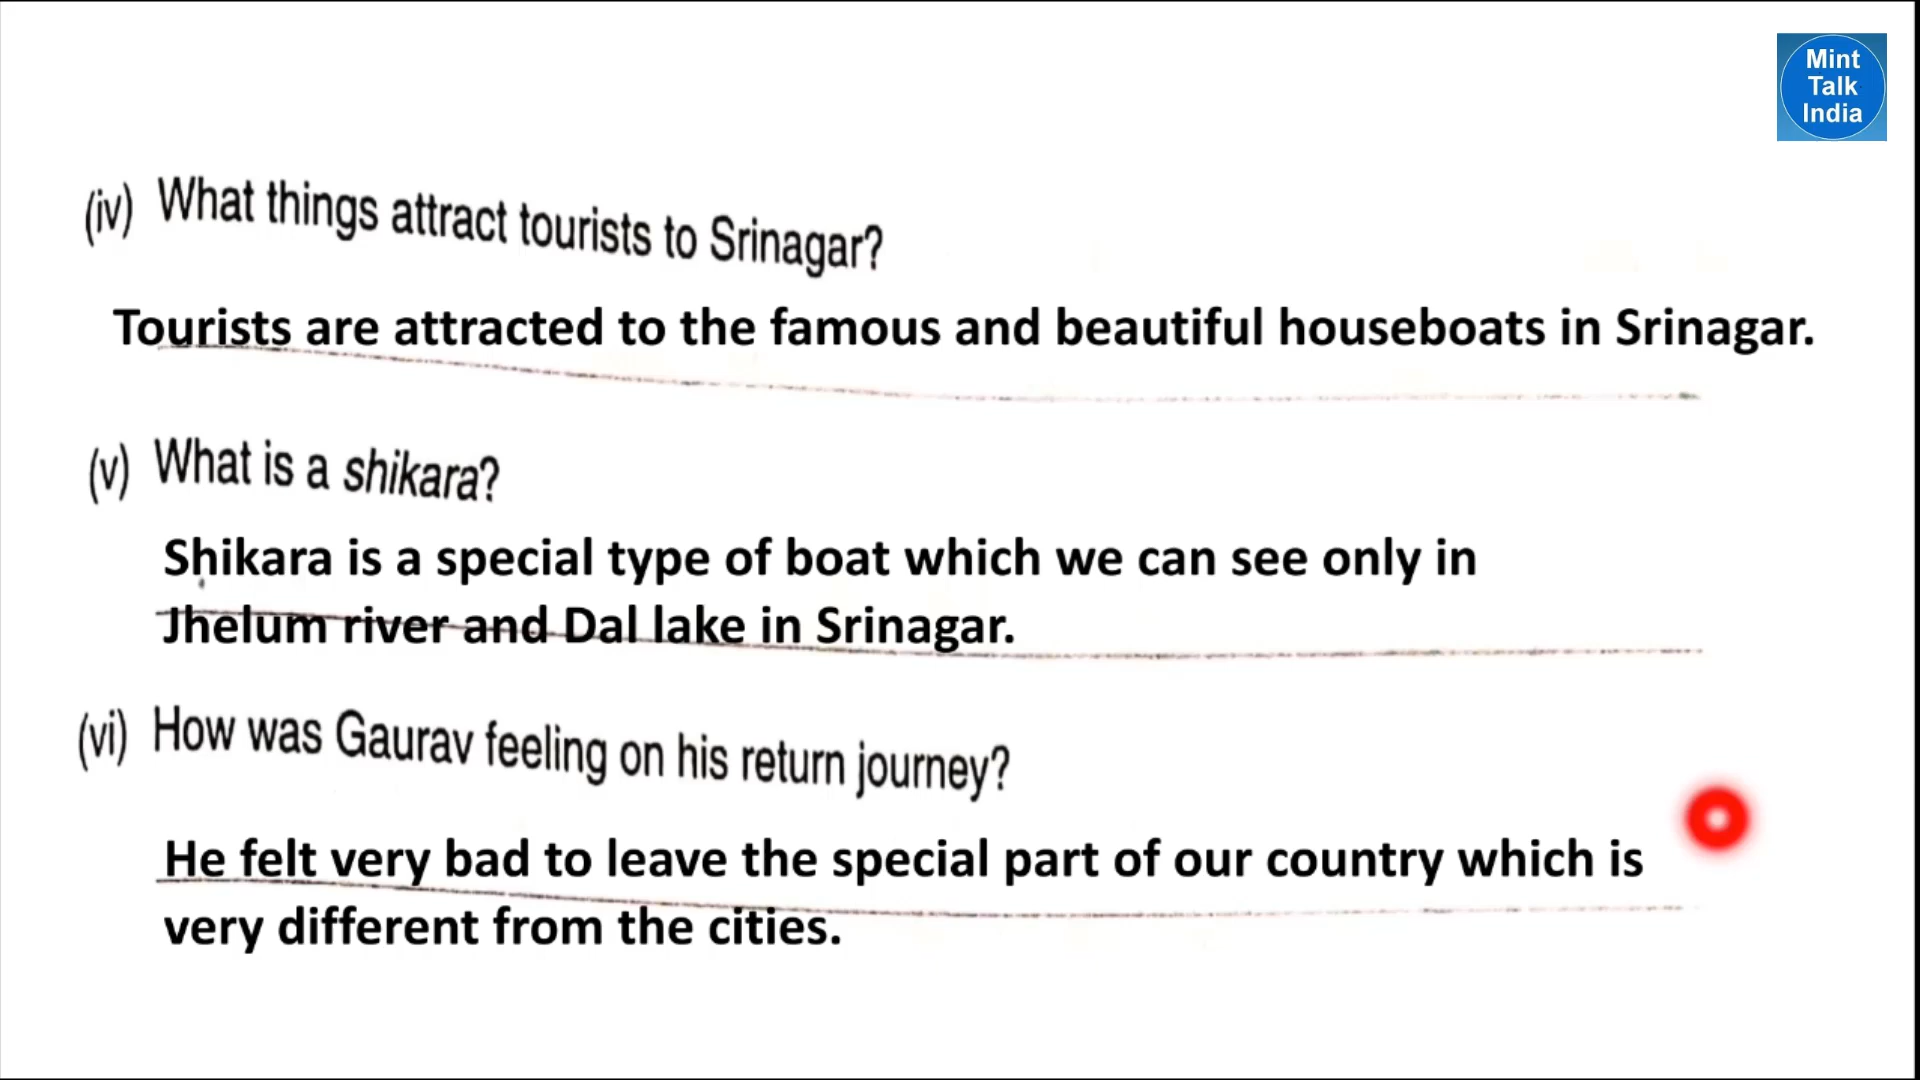 Mint
Talk
India
(iv) What things attract tourists to Srinagar?
Tourists are attracted to the famous and beautiful houseboats in Srinagar.
(v) What is a shikara?
Shikara is a special type of boat which we can see only in
Jhelum river and Dal lake in Srinagar.
(vi) How was Gaurav feeling on his return journey?
He felt very bad to leave the special part of our country which is
very different from the cities.